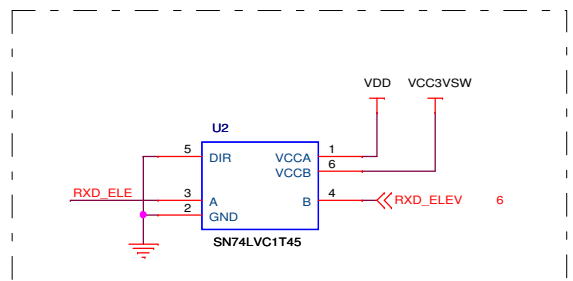 VDD VCC3VSW
U2
5 DIR VCCA 1
VCCB 6
RXD_ELE 3 A B 4 RXD_ELEV 6
2 GND
SN74LVC1T45